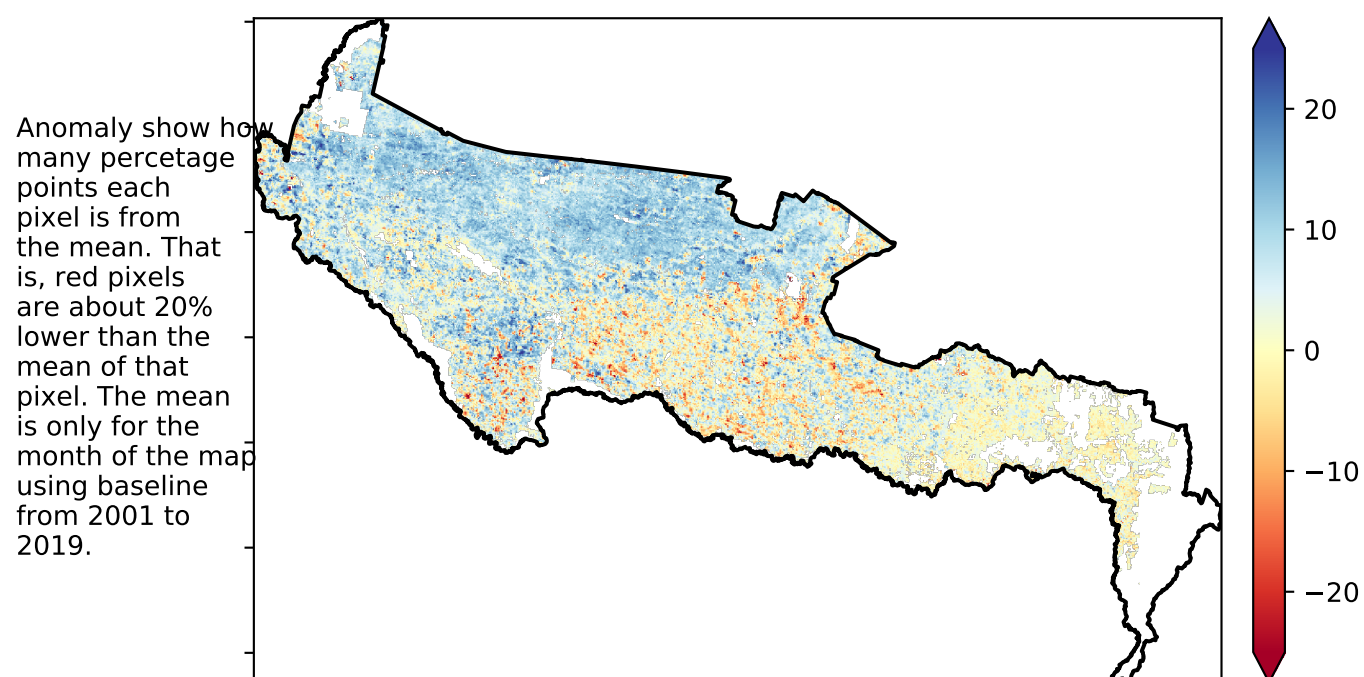 Anomaly show how
many percetage
points each
pixel is from
the mean. That
is, red pixels
are about 20%
lower than the
mean of that
pixel. The mean
is only for the
month of the map
using baseline
from 2001 to
2019.
20
10
0
−10
−20